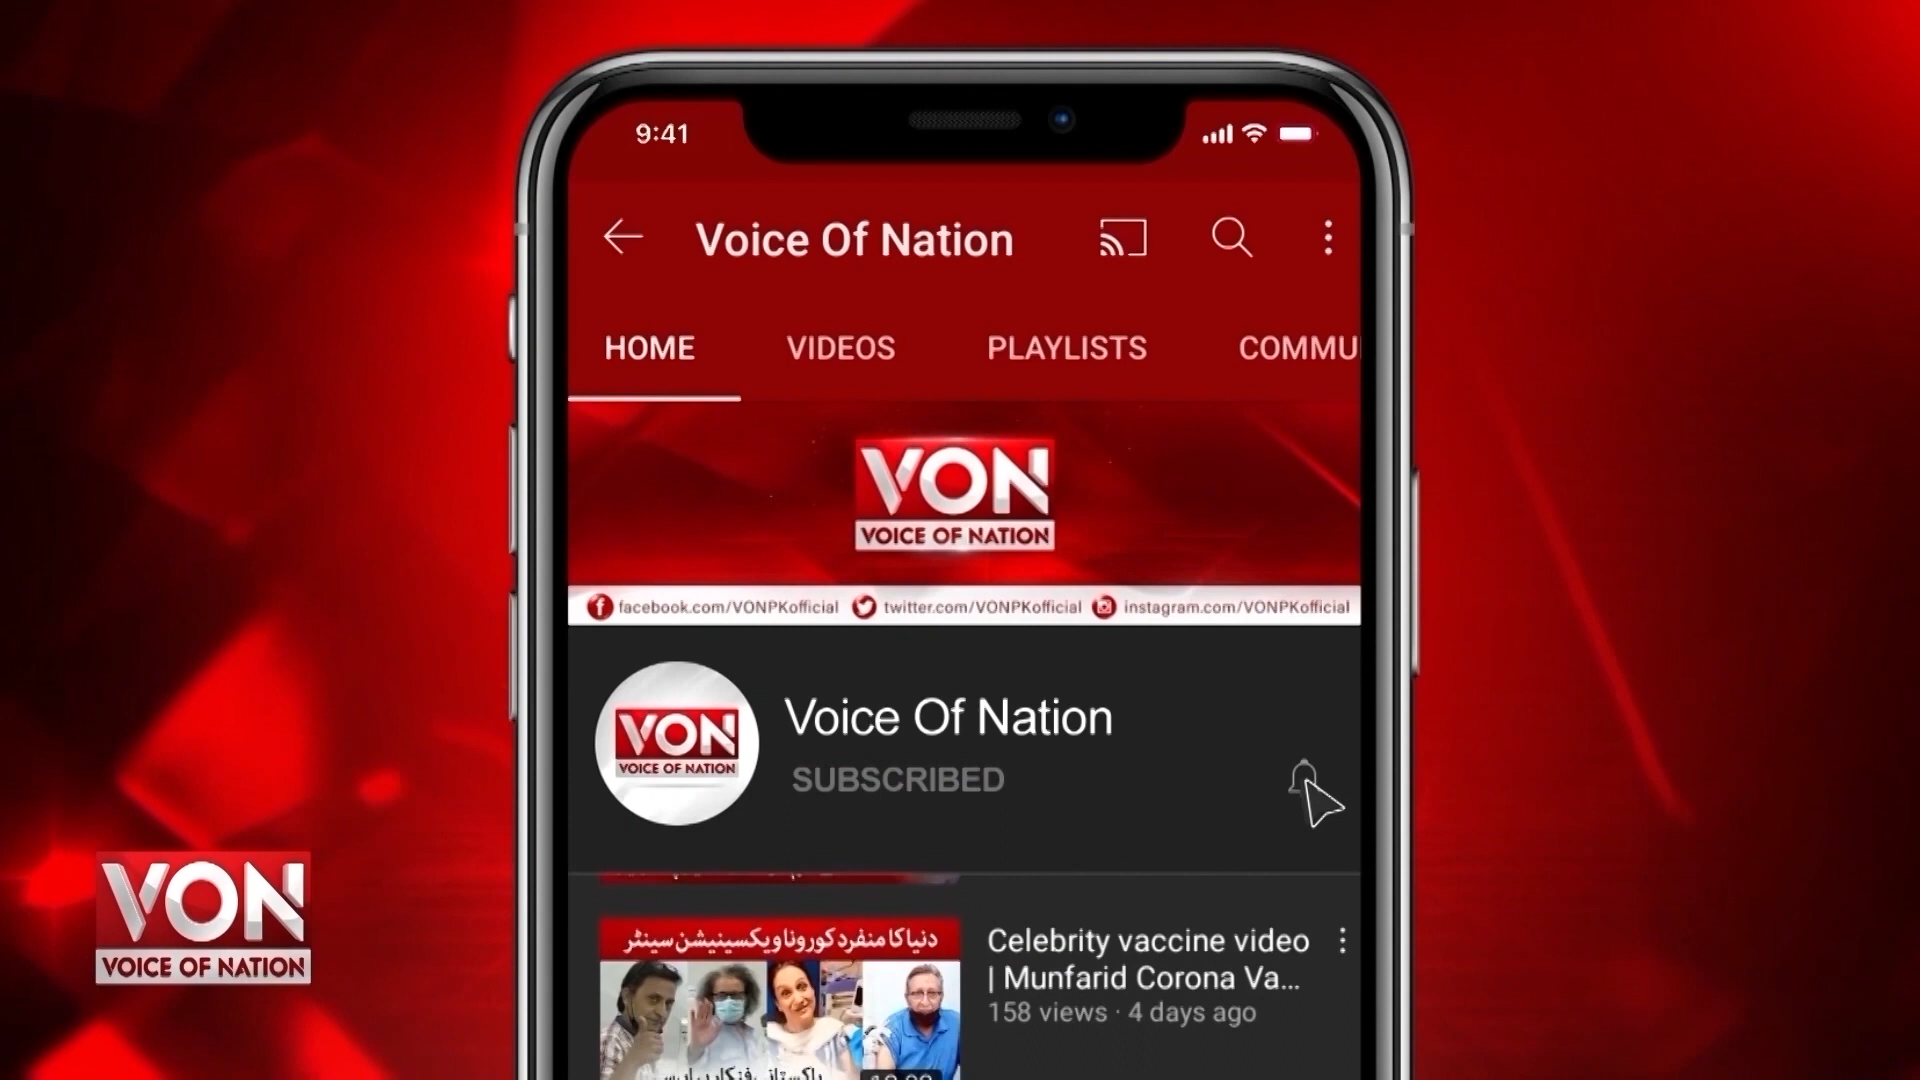 9:41
Voice Of Nation
HOME VIDEOS PLAYLISTS COMMU
VON
VOICE OF NATION
facebook.com/VONPKofficial twitter.com/VONPKofficial instagram.com/VONPKofficial
VON
VOICE OF NATION
Voice Of Nation
SUBSCRIBED
دنیا کا منفرد کورونا ویکسینیشن سینٹر
Celebrity vaccine video
| Munfarid Corona Va...
158 views · 4 days ago
VON
VOICE OF NATION